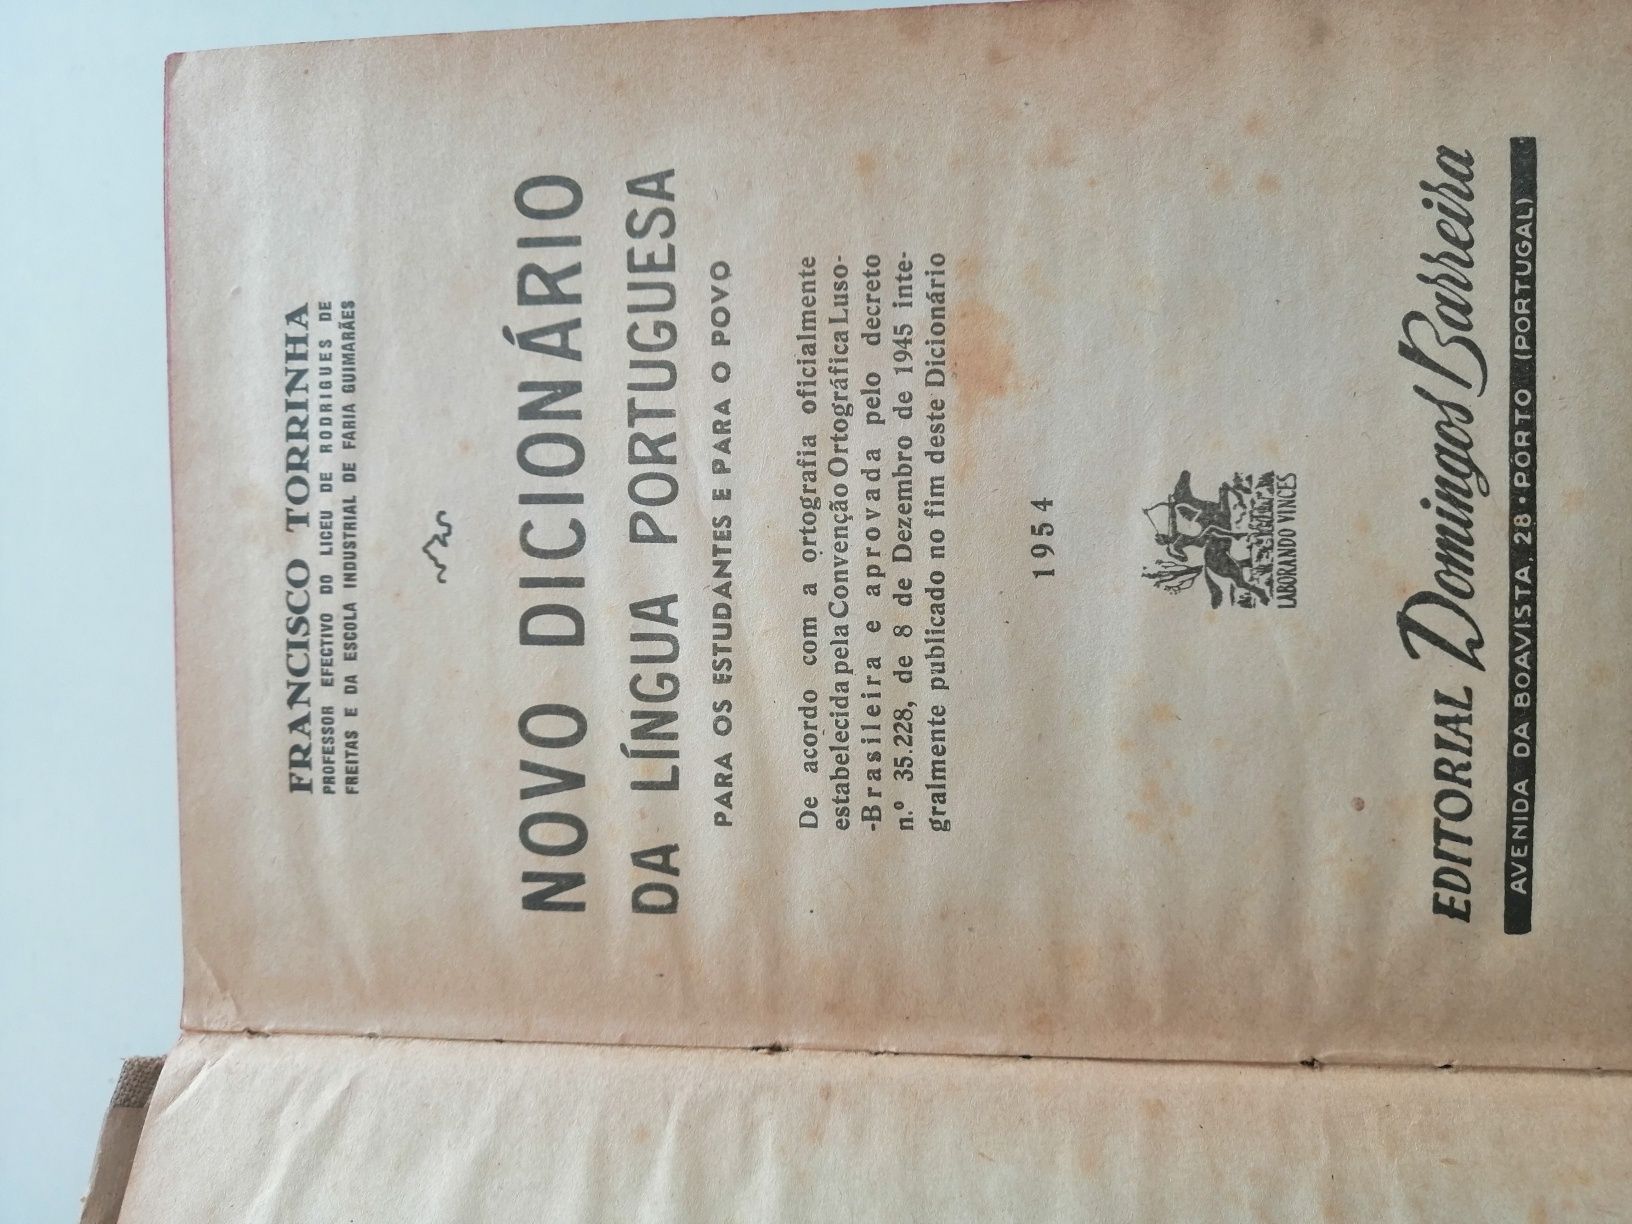 FRANCISCO TORRINHA
PROFESSOR EFECTIVO DO LICEU DE RODRIGUES DE
FREITAS E DA ESCOLA INDUSTRIAL DE FARIA GUIMARÃES
NOVO DICIONÁRIO
DA LÍNGUA PORTUGUESA
PARA OS ESTUDANTES E PARA O POVO
De acordo com a ortografia oficialmente
estabelecida pela Convenção Ortográfica Luso-
-Brasileira e aprovada pelo decreto
n.º 35.228, de 8 de Dezembro de 1945 inte-
gralmente publicado no fim deste Dicionário
1954
LABORANDO VINCES
EDITORIAL Domingos Barreira
AVENIDA DA BOAVISTA, 28 · PORTO (PORTUGAL)